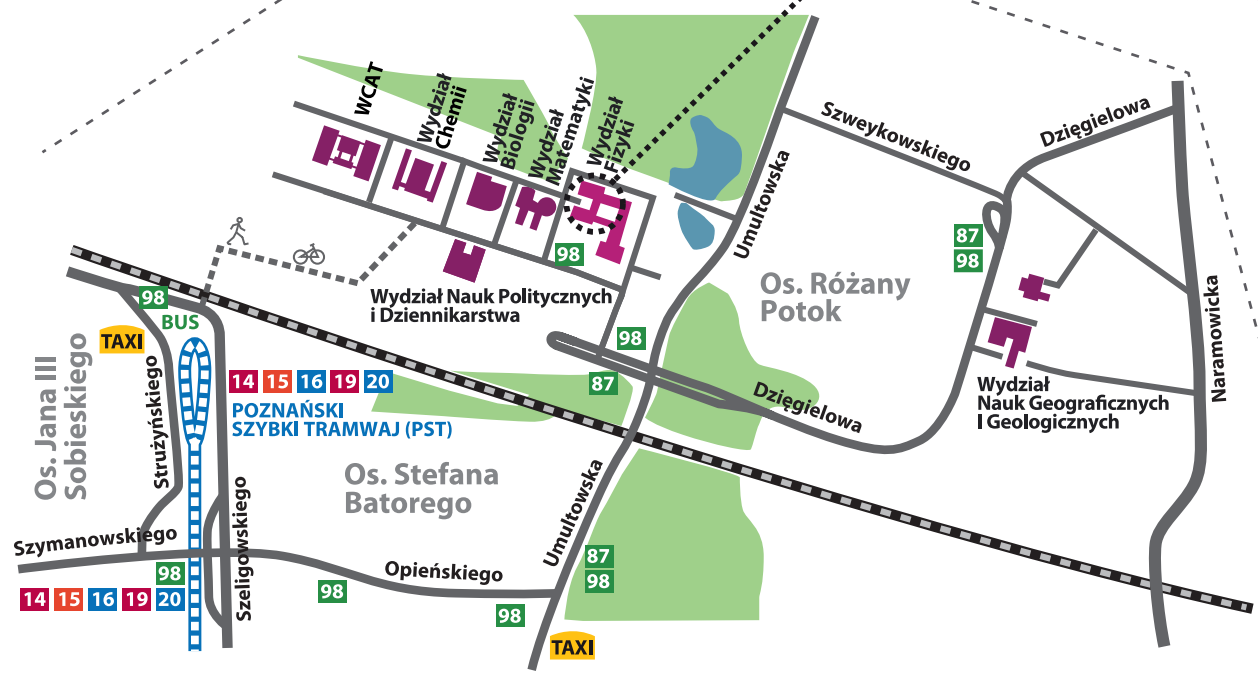 WCAT
Wydział
Chemii
Wydział
Biologii
Wydział
Matematyki
Wydział
Fizyki
Umultowska
Szweykowskiego
Dzięgielowa
87
98
98
Os. Różany
Potok
Wydział Nauk Politycznych
i Dziennikarstwa
98
BUS
TAXI
Os. Jana III
Sobieskiego
Strużyńskiego
14 15 16 19 20
POZNAŃSKI
SZYBKI TRAMWAJ (PST)
98
87
Dzięgielowa
Wydział
Nauk Geograficznych
I Geologicznych
Naramowicka
Os. Stefana
Batorego
Umultowska
Szymanowskiego
Szeligowskiego
Opieńskiego
98
14 15 16 19 20
98
98
87
98
TAXI